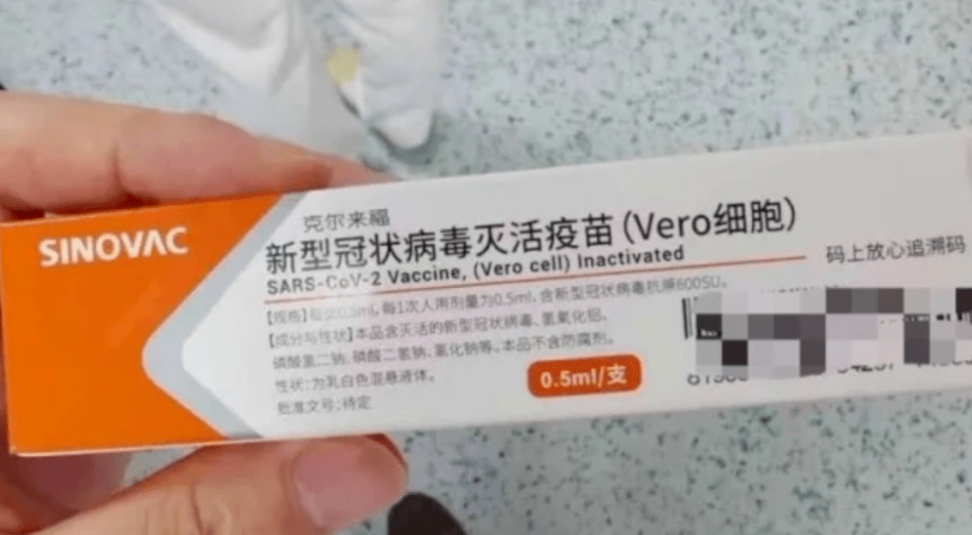 SINOVAC
克尔来福
新型冠状病毒灭活疫苗(Vero细胞)
SARS-CoV-2 Vaccine, (Vero cell) Inactivated
码上放心追溯码
【规格】每支0.5ml,每1次人用剂量为0.5ml,含新型冠状病毒抗原600SU。
【成分与性状】本品含灭活的新型冠状病毒、氢氧化铝、
磷酸氢二钠、磷酸二氢钠、氯化钠等。本品不含防腐剂。
性状:为乳白色混悬液体。
批准文号:待定
0.5ml/支